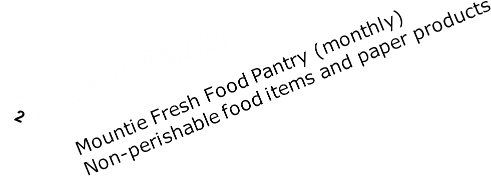 2
Mountie Fresh Food Pantry (monthly)
Non-perishable food items and paper products